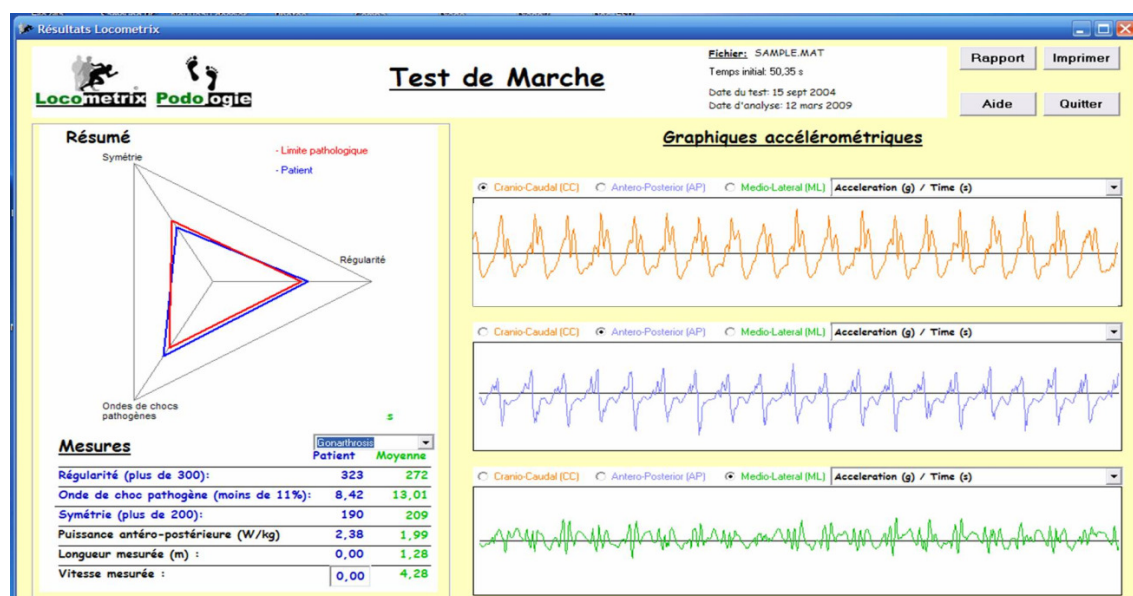 Résultats Locometrix
Locometrix Podologie
Test de Marche
Fichier: SAMPLE.MAT
Temps initial: 50,35 s
Date du test: 15 sept 2004
Date d'analyse: 12 mars 2009
Rapport
Imprimer
Aide
Quitter
Résumé
Symétrie
- Limite pathologique
- Patient
Régularité
Ondes de chocs
pathogènes
s
Mesures
Gonarthrosis
Patient Moyenne
Régularité (plus de 300): 323 272
Onde de choc pathogène (moins de 11%): 8,42 13,01
Symétrie (plus de 200): 190 209
Puissance antéro-postérieure (W/kg) 2,38 1,99
Longueur mesurée (m) : 0,00 1,28
Vitesse mesurée : 0,00 4,28
Graphiques accélérométriques
Cranio-Caudal (CC) Antero-Posterior (AP) Medio-Lateral (ML) Acceleration (g) / Time (s)
Cranio-Caudal (CC) Antero-Posterior (AP) Medio-Lateral (ML) Acceleration (g) / Time (s)
Cranio-Caudal (CC) Antero-Posterior (AP) Medio-Lateral (ML) Acceleration (g) / Time (s)